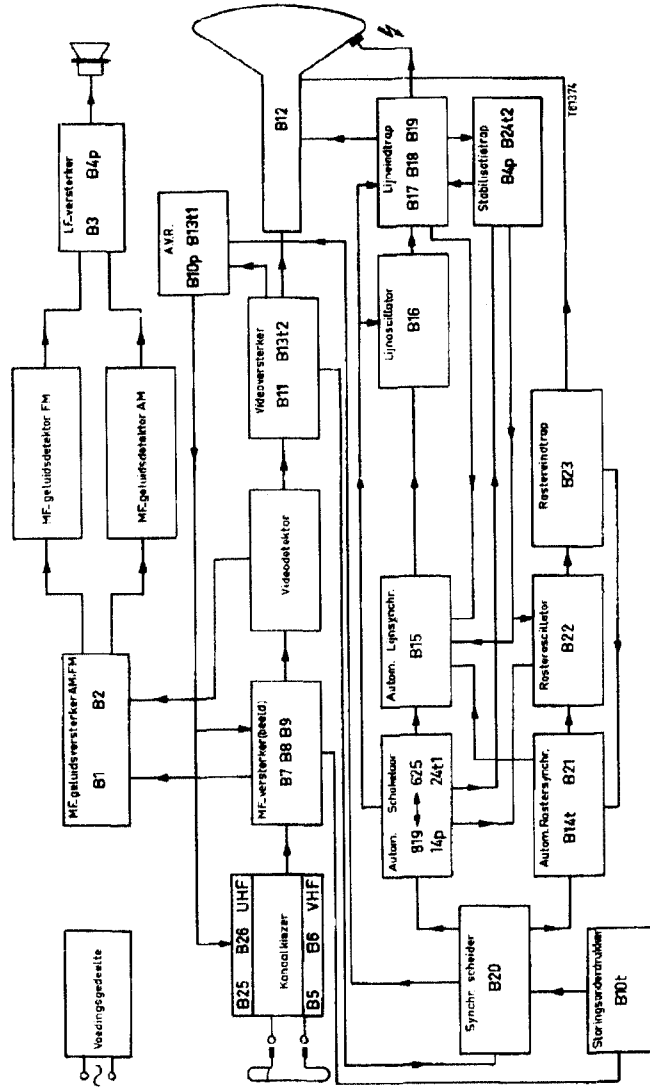 Voedingsgedeelte
MF. geluidsversterker AM.FM
B1 B2
MF. geluidsdetektor FM
MF. geluidsdetektor AM
LF. versterker
B3 B4p
B25 B26 UHF
Kanaalkiezer
B5 B6 VHF
MF. versterker (beeld)
B7 B8 B9
Videodetektor
Videoversterker
B11 B13t2
A.V.R.
B10p B13t1
B12
Synchr. scheider
B20
Autom. Schakelaar
819 625
14p 24t1
Autom. Lijnsynchr.
B15
Lijnoscillator
B16
Lijneindtrap
B17 B18 B19
Stabilisatietrap
B4p B24t2
Storingsonderdrukker
B10t
Autom. Rastersynchr.
B14t B21
Rasteroscillator
B22
Rastereindtrap
B23
T61374